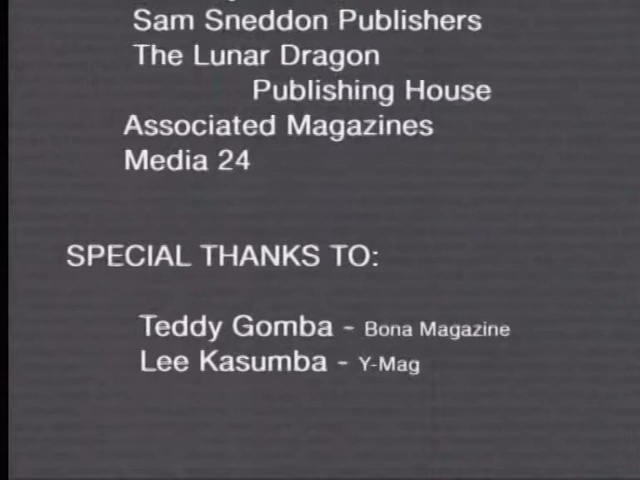 Sam Sneddon Publishers
The Lunar Dragon
Publishing House
Associated Magazines
Media 24
SPECIAL THANKS TO:
Teddy Gomba - Bona Magazine
Lee Kasumba - Y-Mag